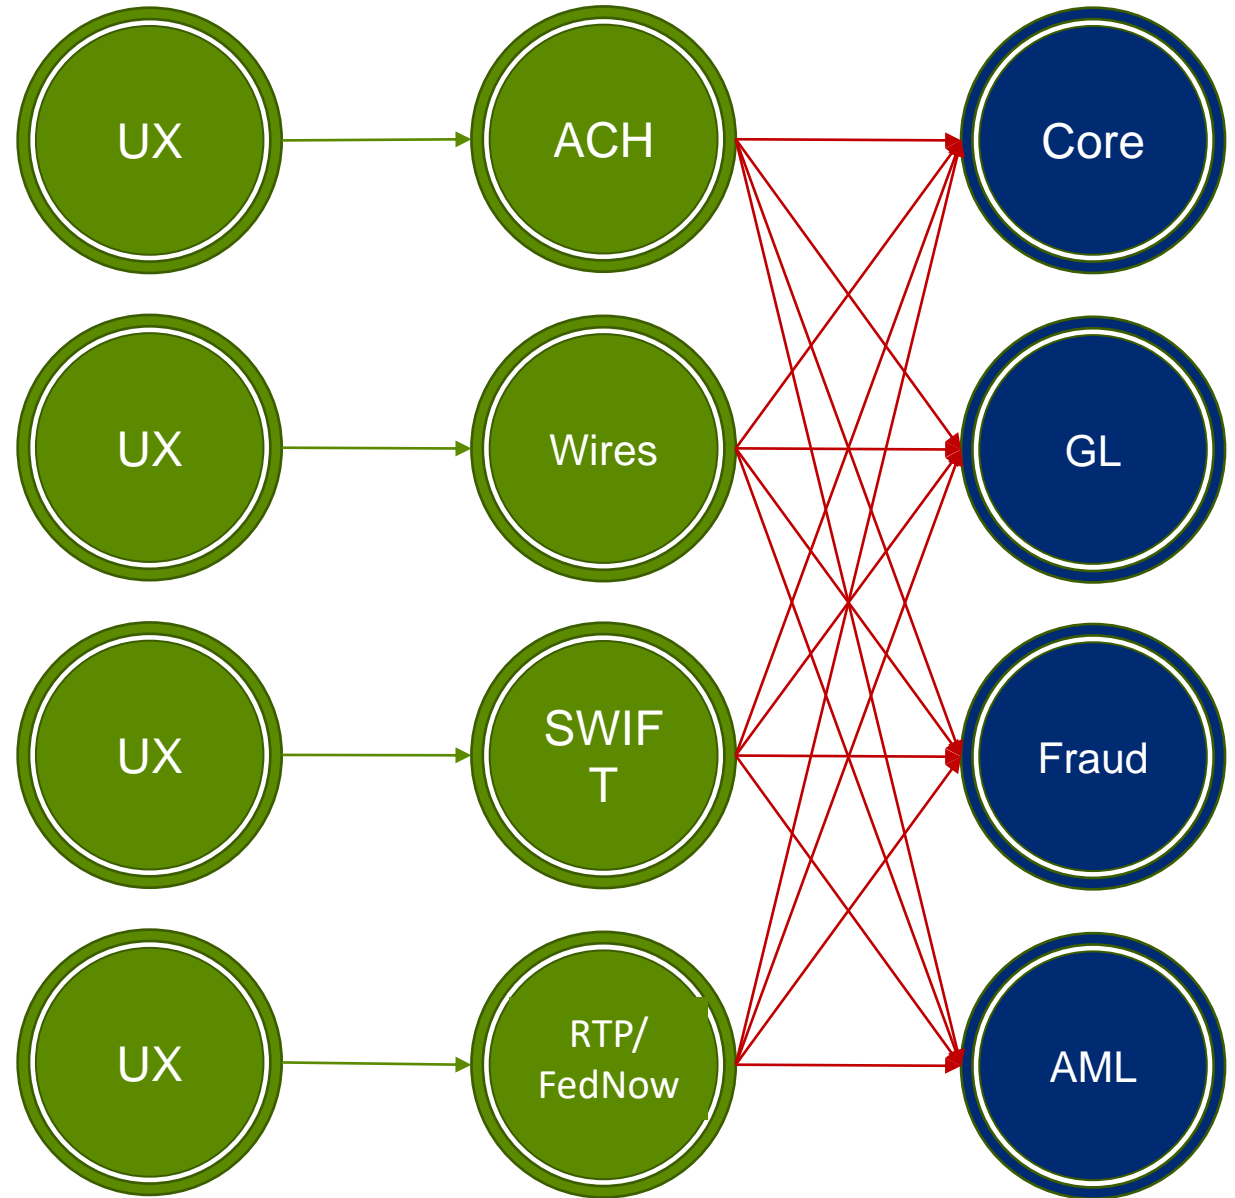 UX
ACH
Core
UX
Wires
GL
UX
SWIF
T
Fraud
UX
RTP/
FedNow
AML